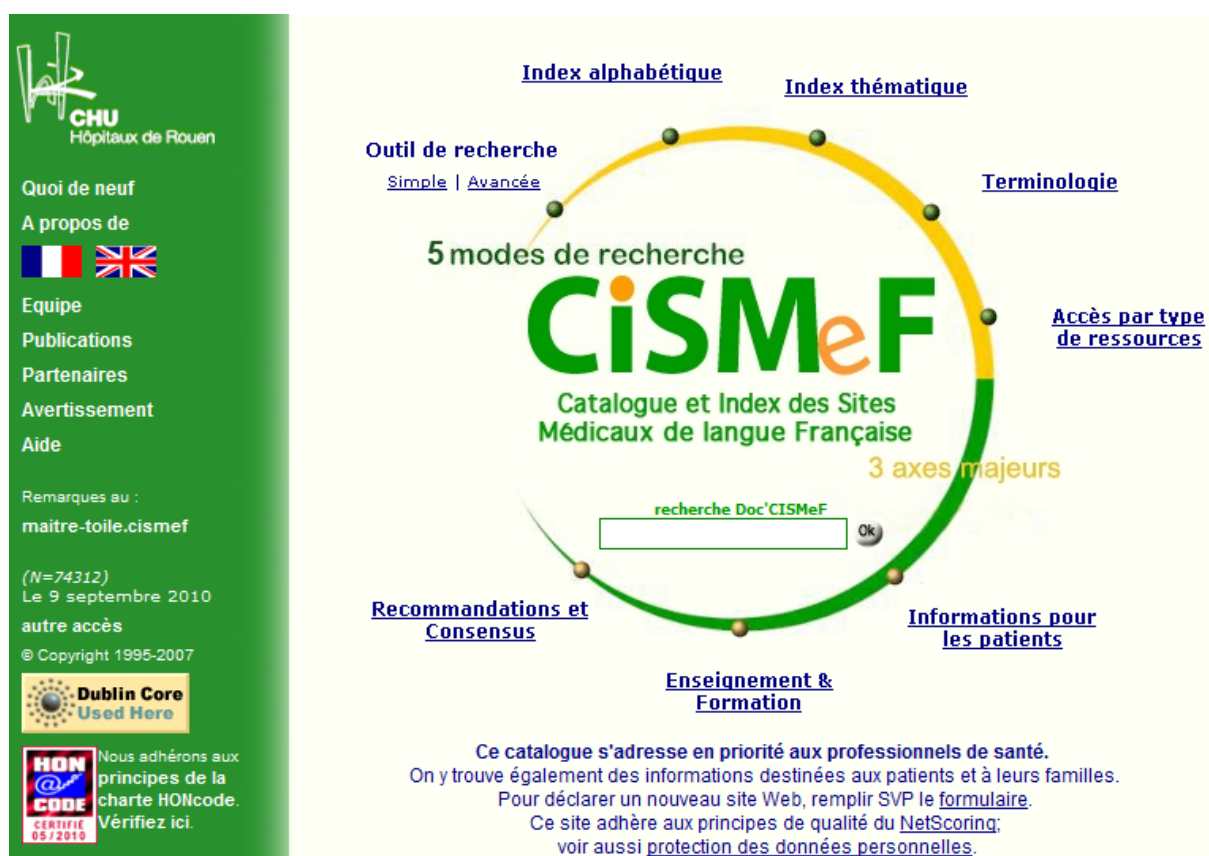 CHU
Hôpitaux de Rouen
Quoi de neuf
A propos de
Equipe
Publications
Partenaires
Avertissement
Aide
Remarques au :
maitre-toile.cismef
(N=74312)
Le 9 septembre 2010
autre accès
© Copyright 1995-2007
Dublin Core
Used Here
HON
@
CODE
CERTIFIÉ
05/2010
Nous adhérons aux
principes de la
charte HONcode.
Vérifiez ici.
Index alphabétique
Index thématique
Outil de recherche
Simple | Avancée
Terminologie
5 modes de recherche
CiSMeF
Accès par type
de ressources
Catalogue et Index des Sites
Médicaux de langue Française
3 axes majeurs
recherche Doc'CISMeF
Ok
Recommandations et
Consensus
Informations pour
les patients
Enseignement &
Formation
Ce catalogue s'adresse en priorité aux professionnels de santé.
On y trouve également des informations destinées aux patients et à leurs familles.
Pour déclarer un nouveau site Web, remplir SVP le formulaire.
Ce site adhère aux principes de qualité du NetScoring;
voir aussi protection des données personnelles.